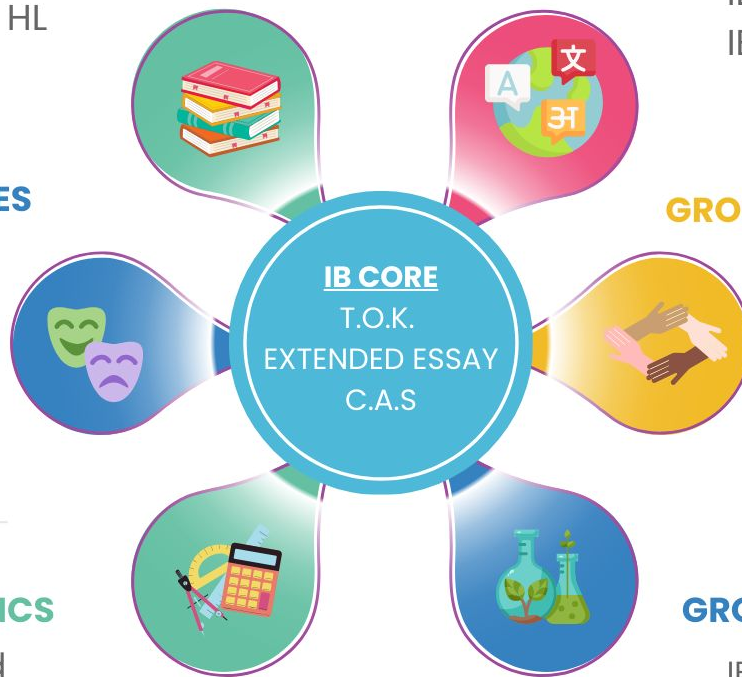 HL
A
文
अ
ES
GRO
IB CORE
T.O.K.
EXTENDED ESSAY
C.A.S
ICS
GRO